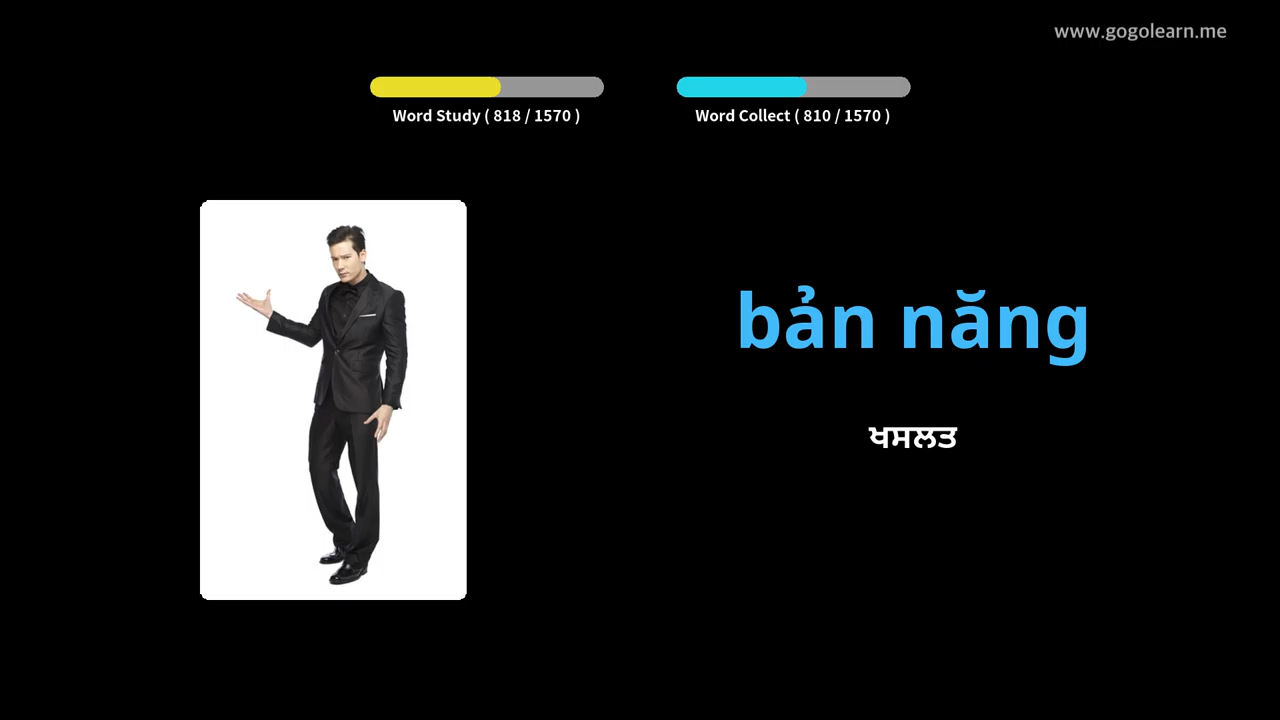 www.gogolearn.me
Word Study ( 818 / 1570 )
Word Collect ( 810 / 1570 )
bản năng
ਖਸਲਤ